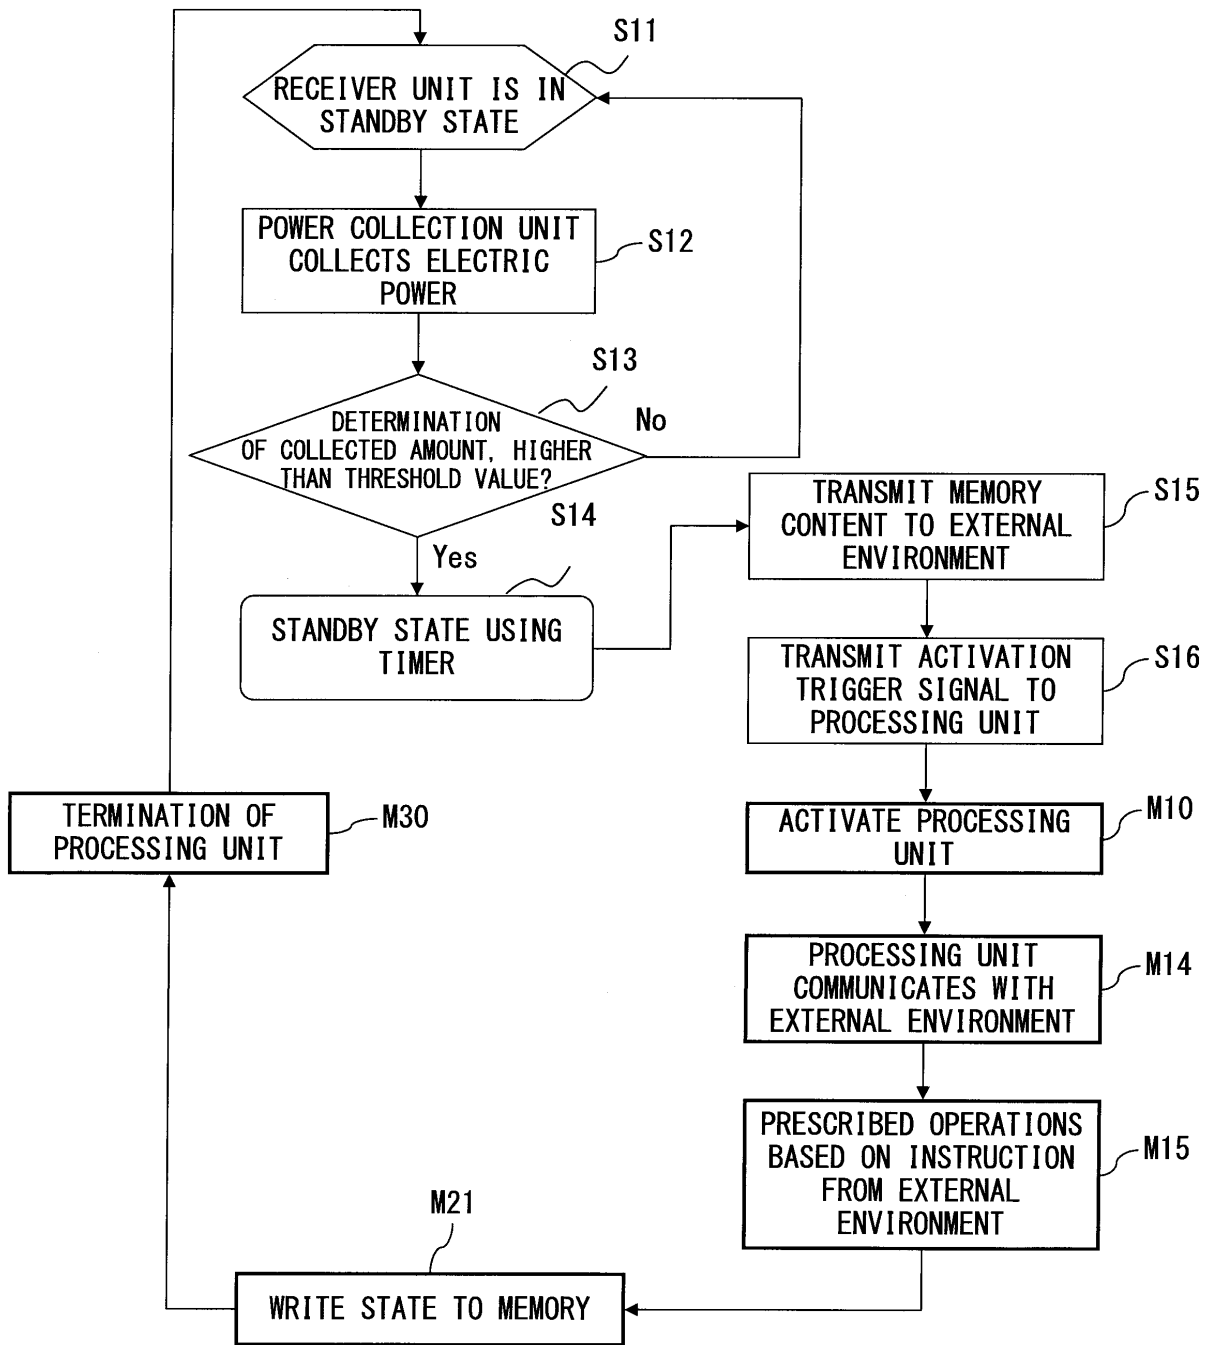 S11
RECEIVER UNIT IS IN
STANDBY STATE
POWER COLLECTION UNIT
COLLECTS ELECTRIC
POWER
S12
S13
DETERMINATION
OF COLLECTED AMOUNT, HIGHER
THAN THRESHOLD VALUE?
No
S14
Yes
STANDBY STATE USING
TIMER
TRANSMIT MEMORY
CONTENT TO EXTERNAL
ENVIRONMENT
S15
TRANSMIT ACTIVATION
TRIGGER SIGNAL TO
PROCESSING UNIT
S16
ACTIVATE PROCESSING
UNIT
M10
PROCESSING UNIT
COMMUNICATES WITH
EXTERNAL ENVIRONMENT
M14
PRESCRIBED OPERATIONS
BASED ON INSTRUCTION
FROM EXTERNAL
ENVIRONMENT
M15
M21
WRITE STATE TO MEMORY
TERMINATION OF
PROCESSING UNIT
M30